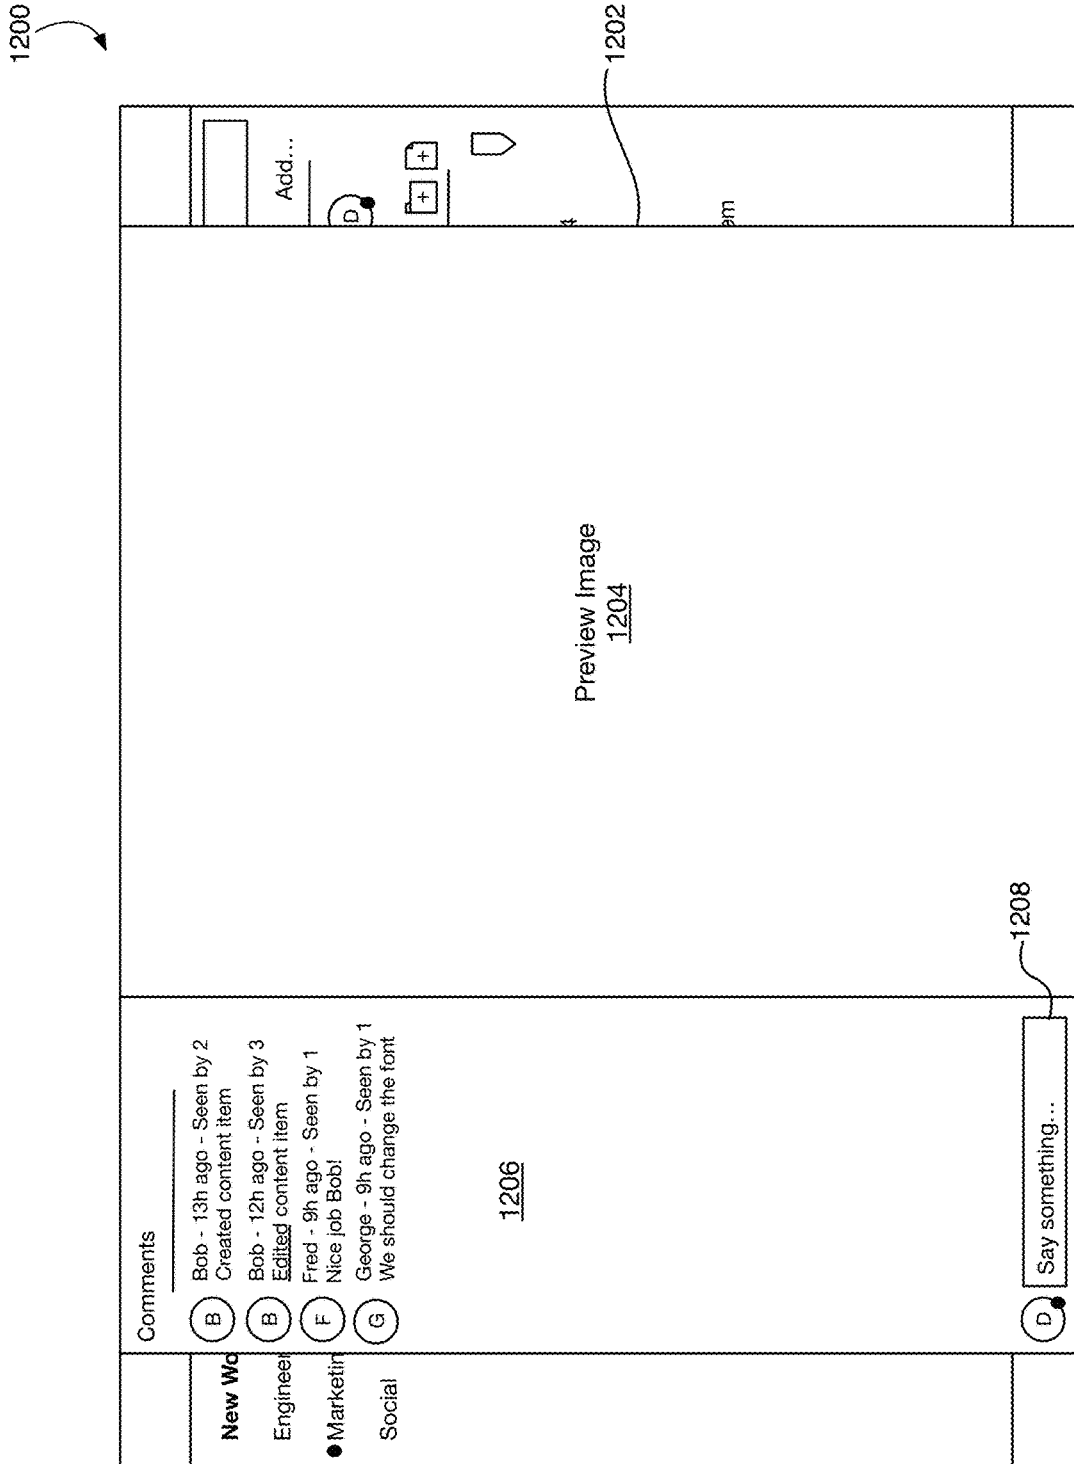 1200
Comments
B
Bob - 13h ago - Seen by 2
Created content item
B
Bob - 12h ago - Seen by 3
Edited content item
F
Fred - 9h ago - Seen by 1
Nice job Bob!
G
George - 9h ago - Seen by 1
We should change the font
1206
D
Say something...
1208
New Wo
Engineer
Marketin
Social
Preview Image
1204
Add...
D
+
+
em
1202